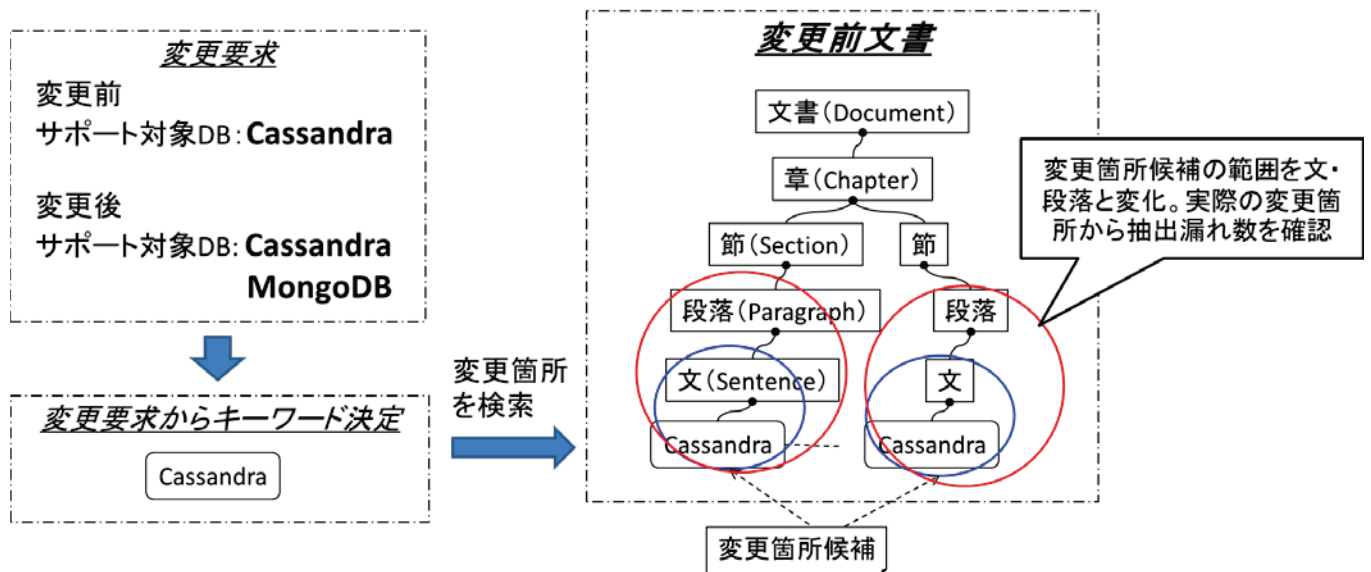 変更要求
変更前
サポート対象DB：Cassandra
変更後
サポート対象DB：Cassandra
MongoDB
変更要求からキーワード決定
Cassandra
変更箇所
を検索
変更前文書
文書（Document）
章（Chapter）
節（Section）
節
段落（Paragraph）
段落
文（Sentence）
文
Cassandra
Cassandra
変更箇所候補
変更箇所候補の範囲を文・
段落と変化。実際の変更箇
所から抽出漏れ数を確認